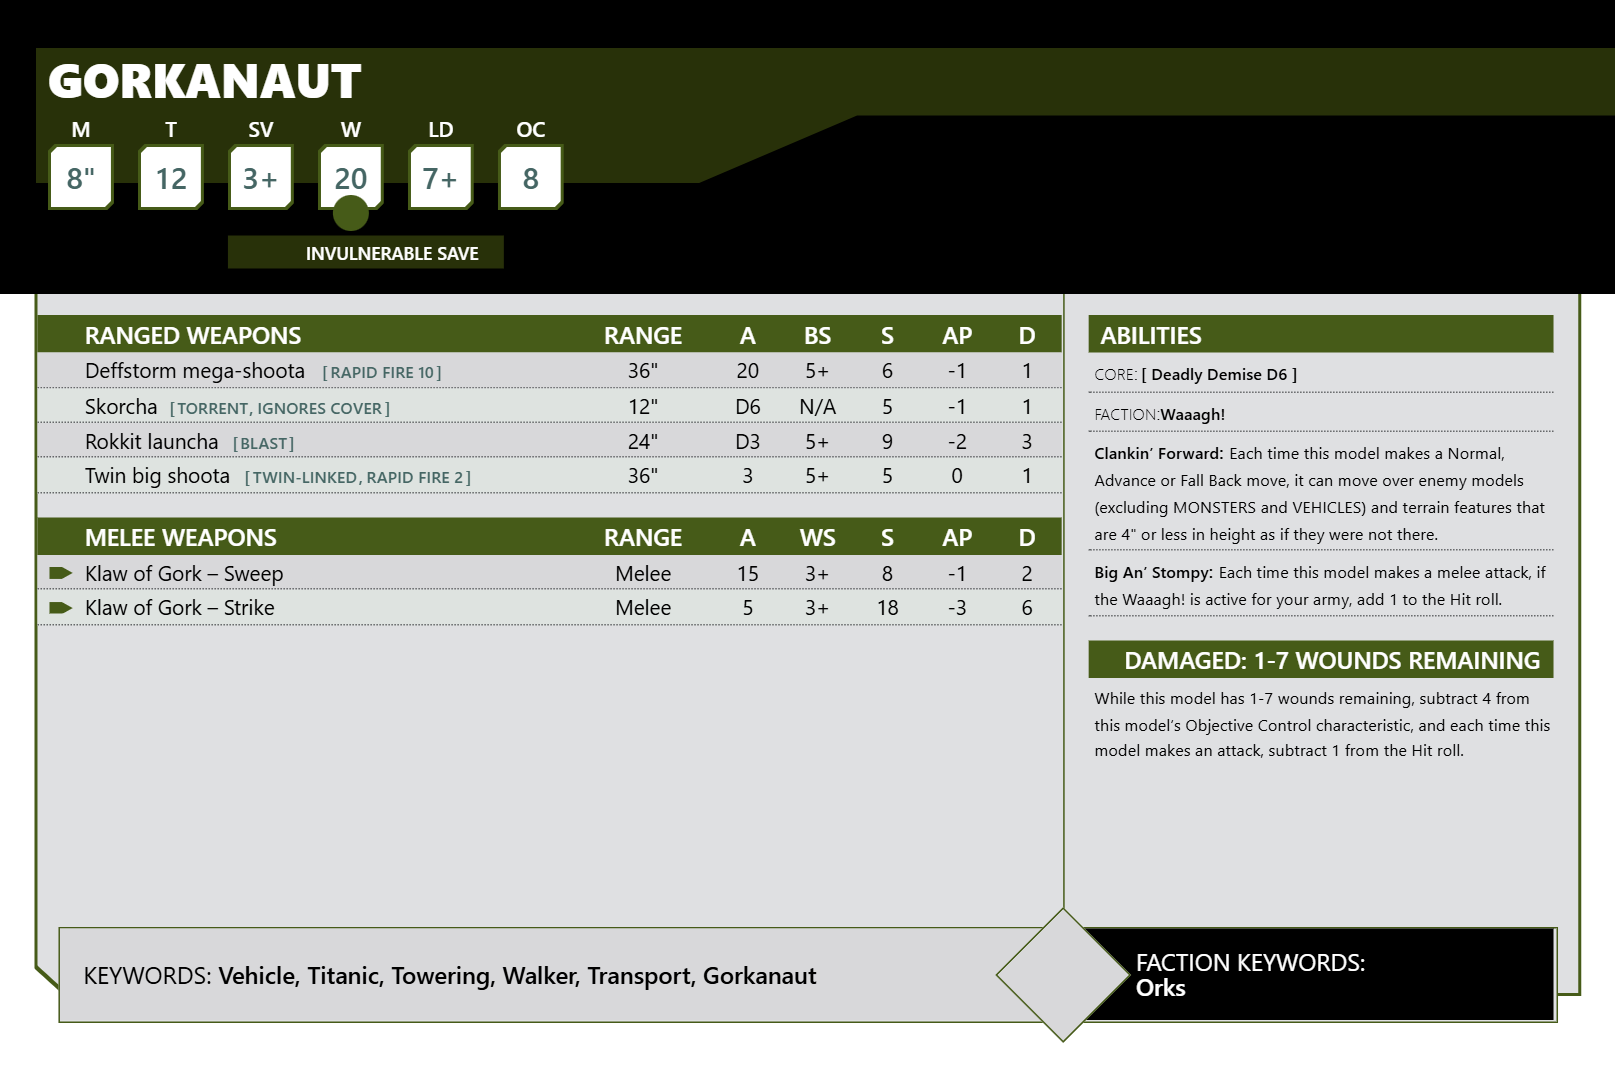 GORKANAUT
M T SV W LD OC
8" 12 3+ 20 7+ 8
INVULNERABLE SAVE
RANGED WEAPONS RANGE A BS S AP D
Deffstorm mega-shoota [RAPID FIRE 10] 36" 20 5+ 6 -1 1
Skorcha [TORRENT, IGNORES COVER] 12" D6 N/A 5 -1 1
Rokkit launcha [BLAST] 24" D3 5+ 9 -2 3
Twin big shoota [TWIN-LINKED, RAPID FIRE 2] 36" 3 5+ 5 0 1
MELEE WEAPONS RANGE A WS S AP D
Klaw of Gork – Sweep Melee 15 3+ 8 -1 2
Klaw of Gork – Strike Melee 5 3+ 18 -3 6
ABILITIES
CORE: [ Deadly Demise D6 ]
FACTION:Waaagh!
Clankin’ Forward: Each time this model makes a Normal,
Advance or Fall Back move, it can move over enemy models
(excluding MONSTERS and VEHICLES) and terrain features that
are 4" or less in height as if they were not there.
Big An’ Stompy: Each time this model makes a melee attack, if
the Waaagh! is active for your army, add 1 to the Hit roll.
DAMAGED: 1-7 WOUNDS REMAINING
While this model has 1-7 wounds remaining, subtract 4 from
this model’s Objective Control characteristic, and each time this
model makes an attack, subtract 1 from the Hit roll.
KEYWORDS: Vehicle, Titanic, Towering, Walker, Transport, Gorkanaut
FACTION KEYWORDS:
Orks